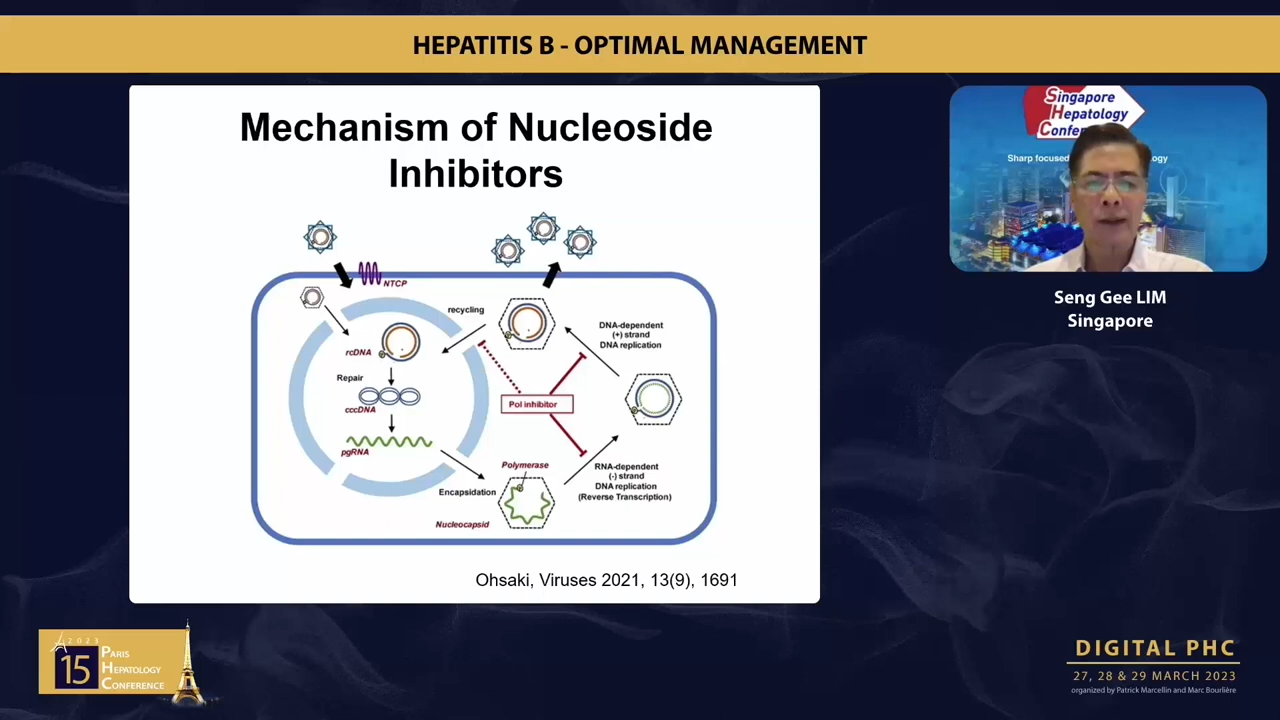 HEPATITIS B - OPTIMAL MANAGEMENT
Mechanism of Nucleoside
Inhibitors
NTCP
recycling
DNA-dependent
(+) strand
DNA replication
rcDNA
Repair
cccDNA
Pol inhibitor
pgRNA
Polymerase
RNA-dependent
(-) strand
DNA replication
(Reverse Transcription)
Encapsidation
Nucleocapsid
Ohsaki, Viruses 2021, 13(9), 1691
Singapore
Hepatology
Sharp focused
Seng Gee LIM
Singapore
2023
15
PARIS
HEPATOLOGY
CONFERENCE
DIGITAL PHC
27, 28 & 29 MARCH 2023
organized by Patrick Marcellin and Marc Bourlière